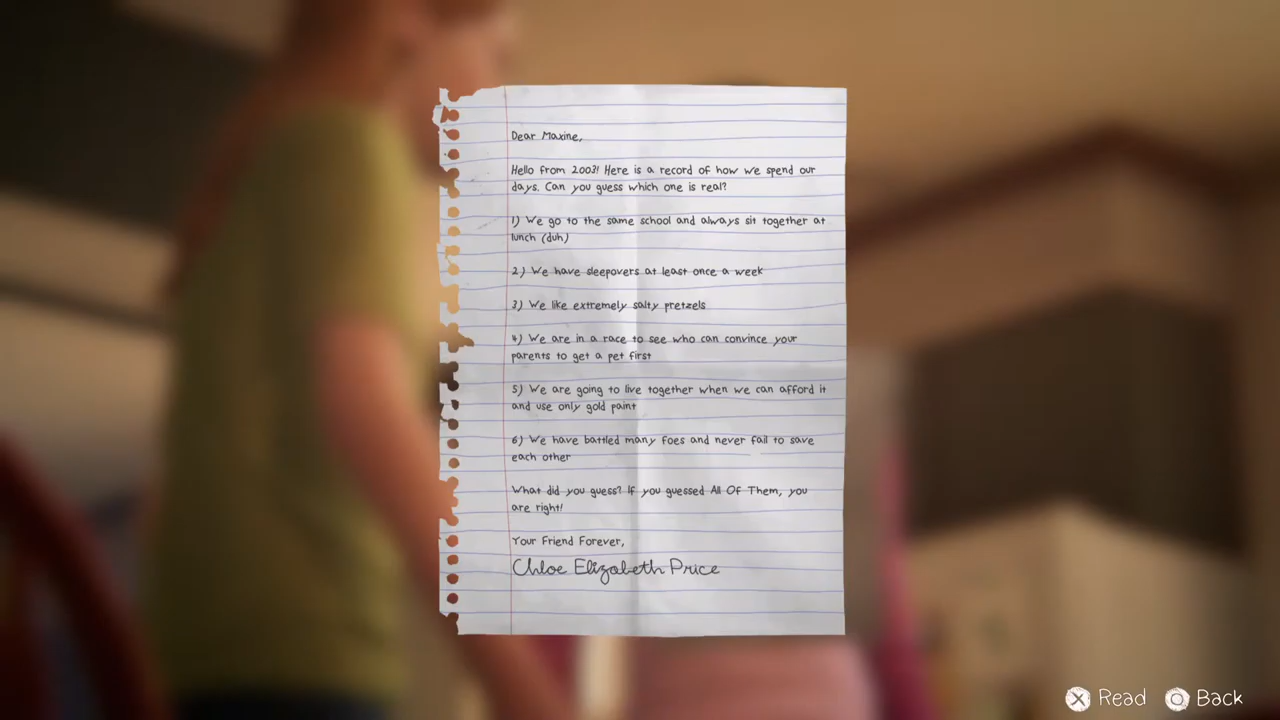 Dear Maxine,
Hello from 2003! Here is a record of how we spend our
days. Can you guess which one is real?
1) We go to the same school and always sit together at
lunch (duh)
2) We have sleepovers at least once a week
3) We like extremely salty pretzels
4) We are in a race to see who can convince your
parents to get a pet first
5) We are going to live together when we can afford it
and use only gold paint
6) We have battled many foes and never fail to save
each other
What did you guess? If you guessed All Of Them, you
are right!
Your Friend Forever,
Chloe Elizabeth Price
Read
Back